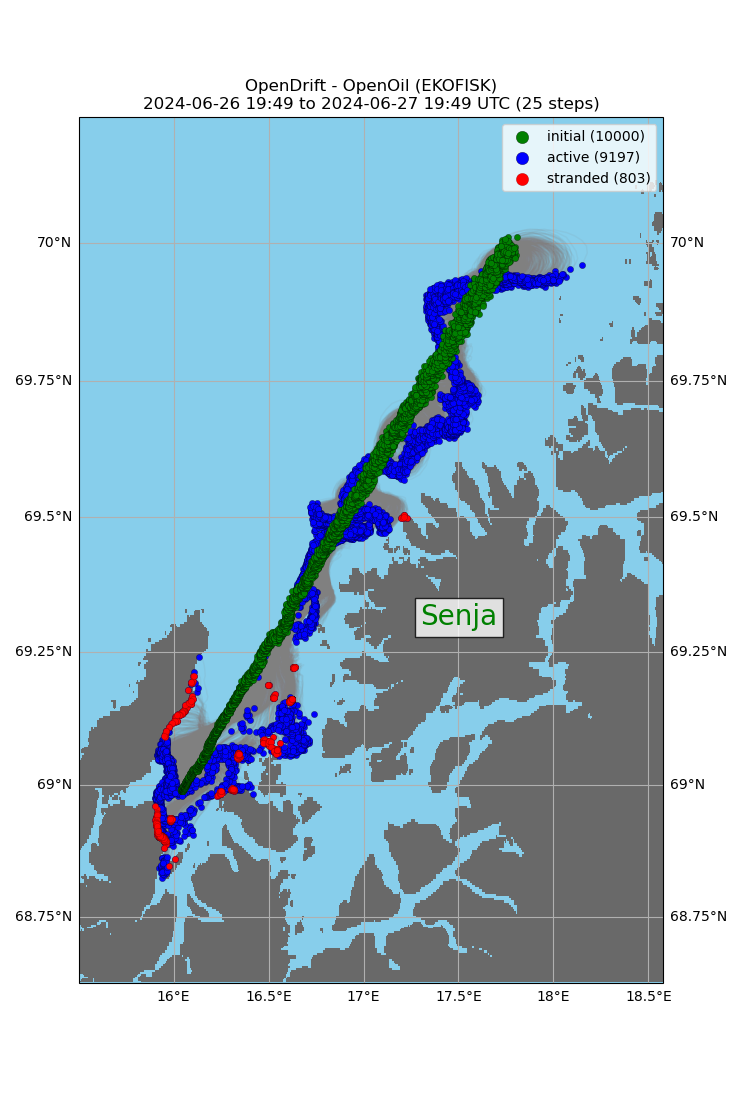 OpenDrift - OpenOil (EKOFISK)
2024-06-26 19:49 to 2024-06-27 19:49 UTC (25 steps)
initial (10000)
active (9197)
stranded (803)
70°N 70°N
69.75°N 69.75°N
69.5°N 69.5°N
Senja
69.25°N 69.25°N
69°N 69°N
68.75°N 68.75°N
16°E 16.5°E 17°E 17.5°E 18°E 18.5°E